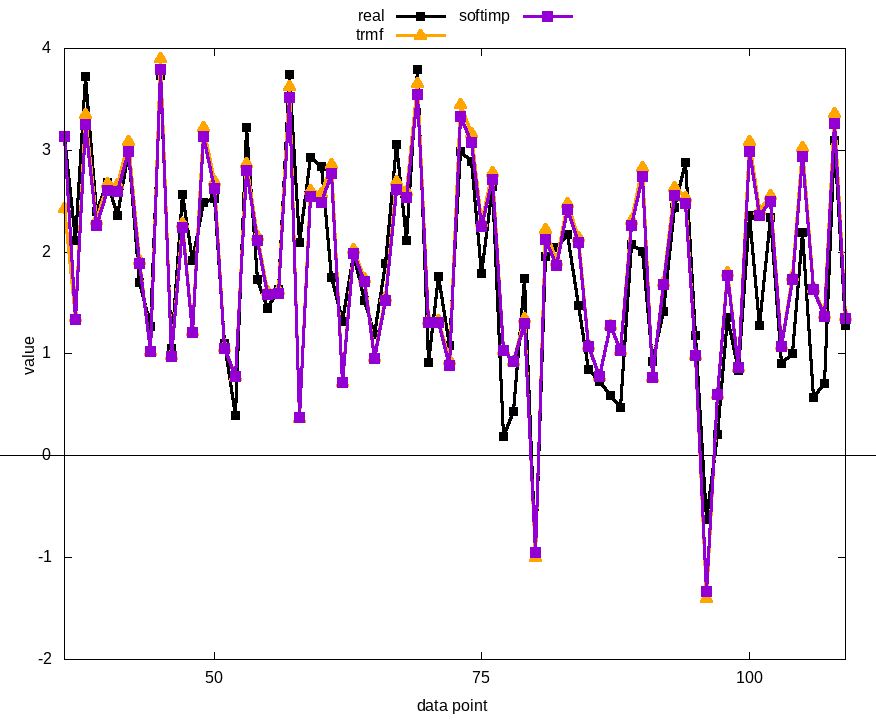 real softimp
trmf
4
3
2
1
0
-1
-2
value
50 75 100
data point